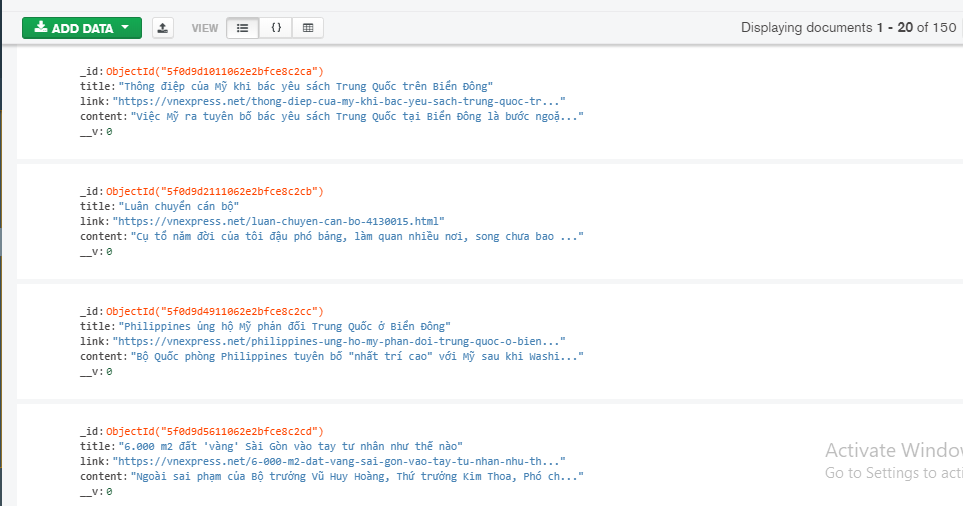 ADD DATA VIEW {} Displaying documents 1 - 20 of 150
_id: ObjectId("5f0d9d1011062e2bfce8c2ca")
title: "Thông điệp của Mỹ khi bác yêu sách Trung Quốc trên Biển Đông"
link: "https://vnexpress.net/thong-diep-cua-my-khi-bac-yeu-sach-trung-quoc-tr..."
content: "Việc Mỹ ra tuyên bố bác yêu sách Trung Quốc tại Biển Đông là bước ngoặ..."
__v: 0
_id: ObjectId("5f0d9d2111062e2bfce8c2cb")
title: "Luân chuyển cán bộ"
link: "https://vnexpress.net/luan-chuyen-can-bo-4130015.html"
content: "Cụ tổ năm đời của tôi đậu phó bảng, làm quan nhiều nơi, song chưa bao ..."
__v: 0
_id: ObjectId("5f0d9d4911062e2bfce8c2cc")
title: "Philippines ủng hộ Mỹ phản đối Trung Quốc ở Biển Đông"
link: "https://vnexpress.net/philippines-ung-ho-my-phan-doi-trung-quoc-o-bien..."
content: "Bộ Quốc phòng Philippines tuyên bố "nhất trí cao" với Mỹ sau khi Washi..."
__v: 0
_id: ObjectId("5f0d9d5611062e2bfce8c2cd")
title: "6.000 m2 đất 'vàng' Sài Gòn vào tay tư nhân như thế nào"
link: "https://vnexpress.net/6-000-m2-dat-vang-sai-gon-vao-tay-tu-nhan-nhu-th..."
content: "Ngoài sai phạm của Bộ trưởng Vũ Huy Hoàng, Thứ trưởng Kim Thoa, Phó ch..."
__v: 0
Activate Window
Go to Settings to acti